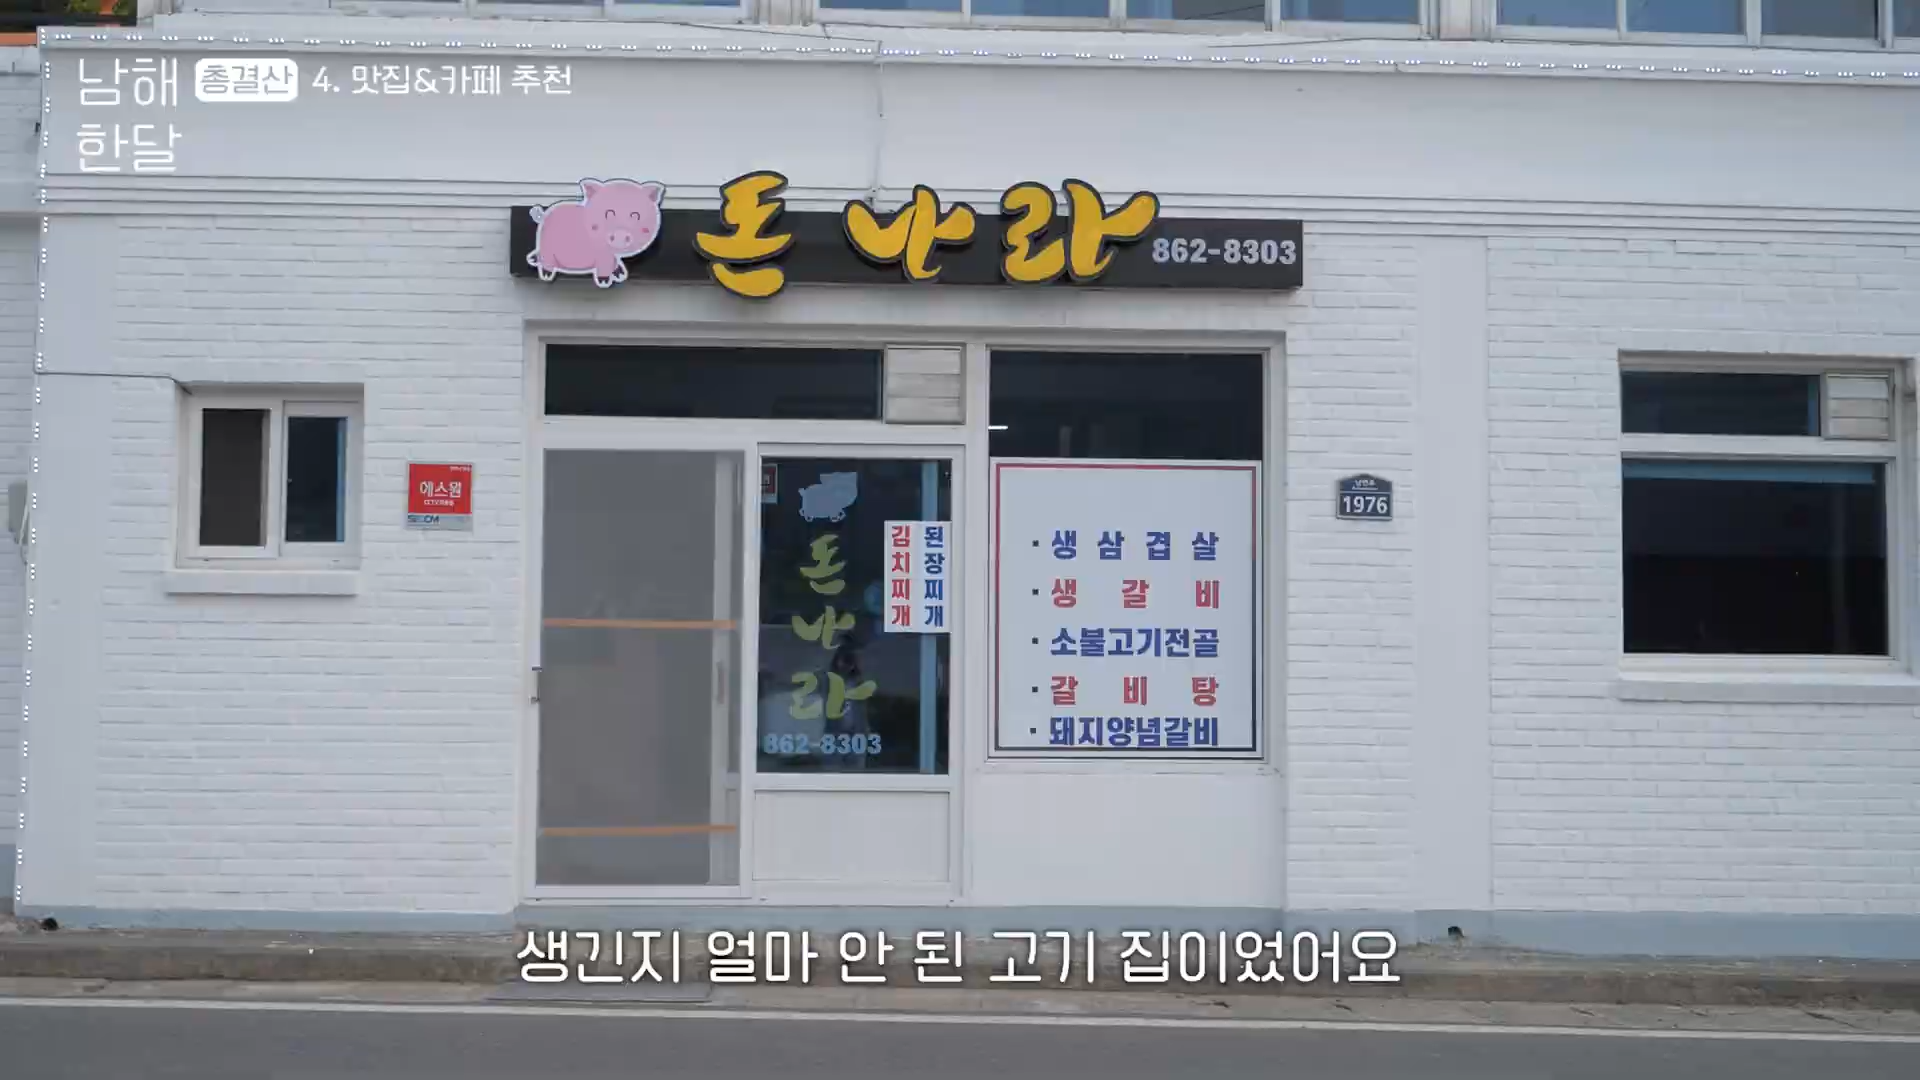 남해
한달
총결산 4. 맛집&카페 추천
돈나라 862-8303
에스원
김치찌개
된장찌개
돈나라
862-8303
· 생삼겹살
· 생갈비
· 소불고기전골
· 갈비탕
· 돼지양념갈비
1976
생긴지 얼마 안 된 고기 집이었어요